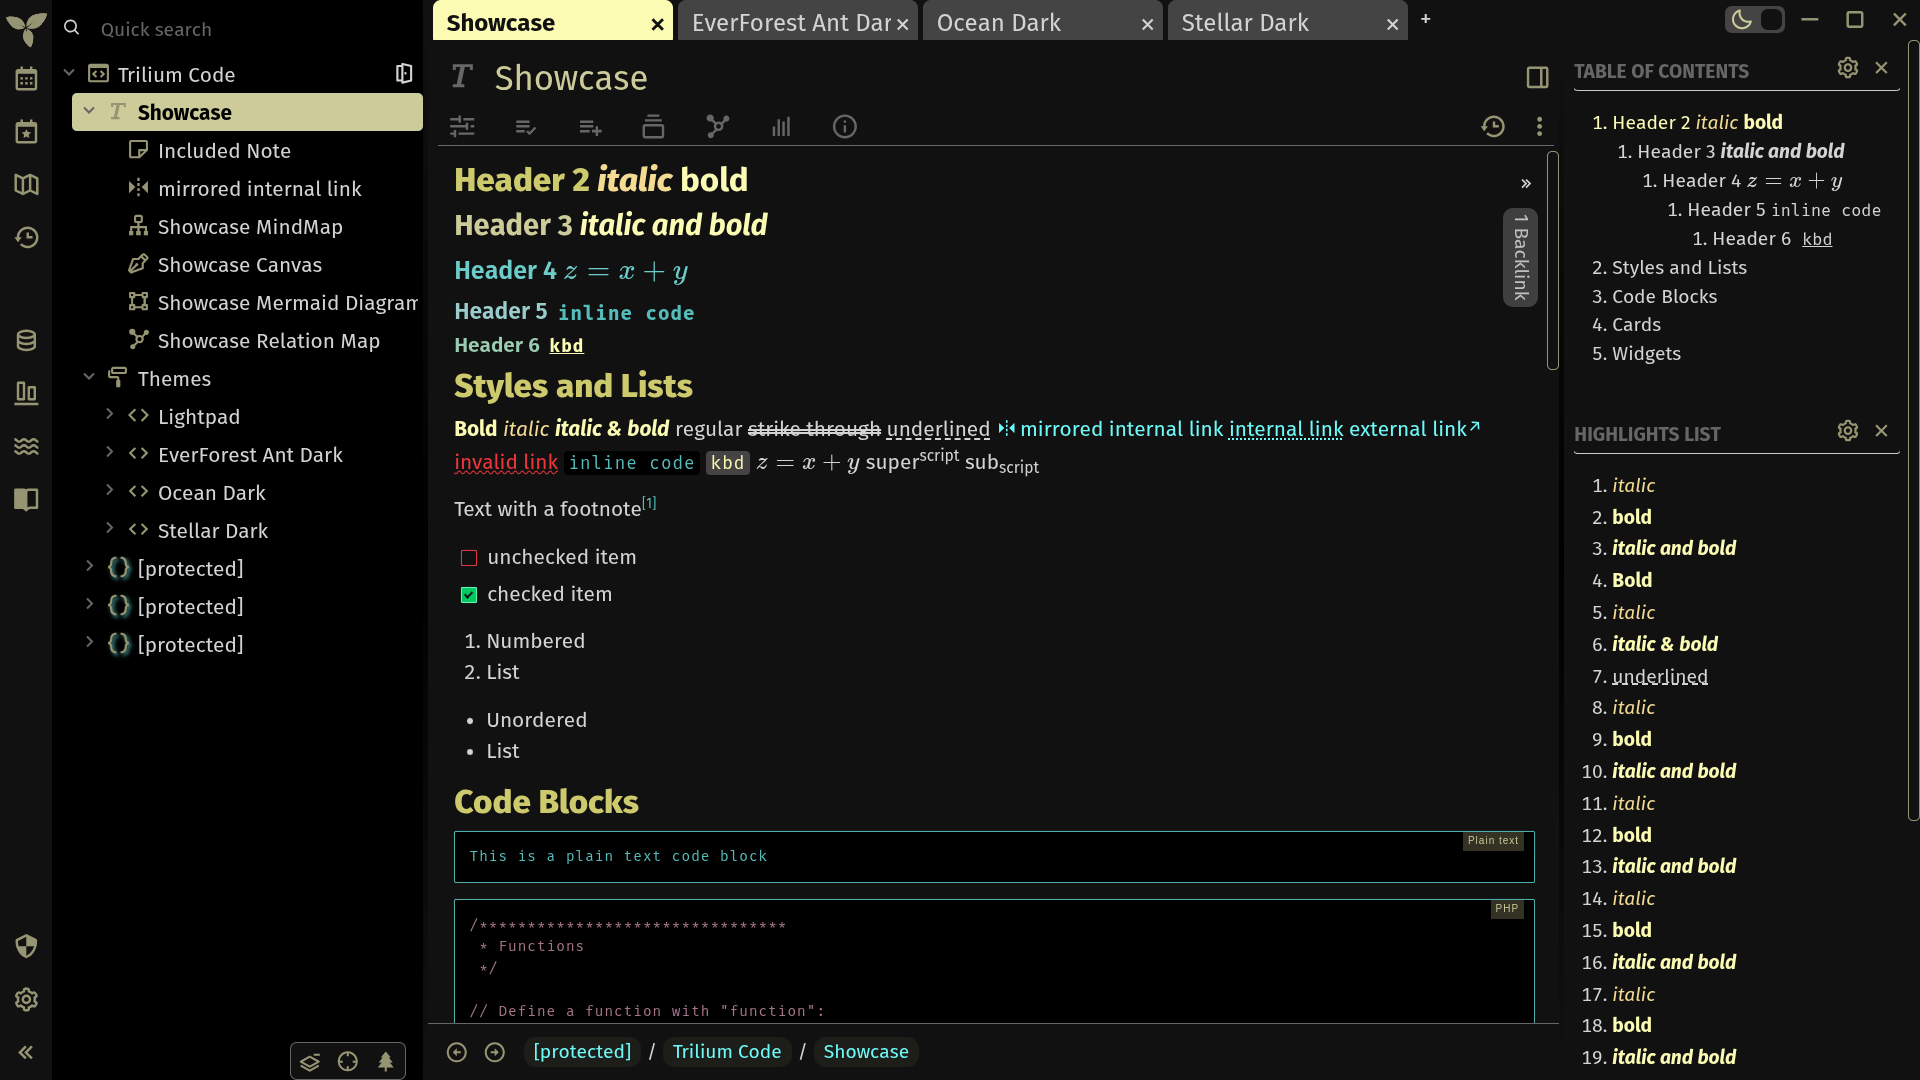 Quick search
Trilium Code
Showcase
Included Note
mirrored internal link
Showcase MindMap
Showcase Canvas
Showcase Mermaid Diagram
Showcase Relation Map
Themes
Lightpad
EverForest Ant Dark
Ocean Dark
Stellar Dark
[protected]
[protected]
[protected]
Showcase
EverForest Ant Dar
Ocean Dark
Stellar Dark
Showcase
Header 2 italic bold
Header 3 italic and bold
Header 4 z = x + y
Header 5 inline code
Header 6 kbd
1 Backlink
Styles and Lists
Bold italic italic & bold regular strike through underlined mirrored internal link internal link external link
invalid link inline code kbd z = x + y superscript subscript
Text with a footnote[1]
unchecked item
checked item
1. Numbered
2. List
• Unordered
• List
Code Blocks
Plain text
This is a plain text code block
PHP
/********************************
* Functions
*/
// Define a function with "function":
[protected] / Trilium Code / Showcase
TABLE OF CONTENTS
1. Header 2 italic bold
1. Header 3 italic and bold
1. Header 4 z = x + y
1. Header 5 inline code
1. Header 6 kbd
2. Styles and Lists
3. Code Blocks
4. Cards
5. Widgets
HIGHLIGHTS LIST
1. italic
2. bold
3. italic and bold
4. Bold
5. italic
6. italic & bold
7. underlined
8. italic
9. bold
10. italic and bold
11. italic
12. bold
13. italic and bold
14. italic
15. bold
16. italic and bold
17. italic
18. bold
19. italic and bold